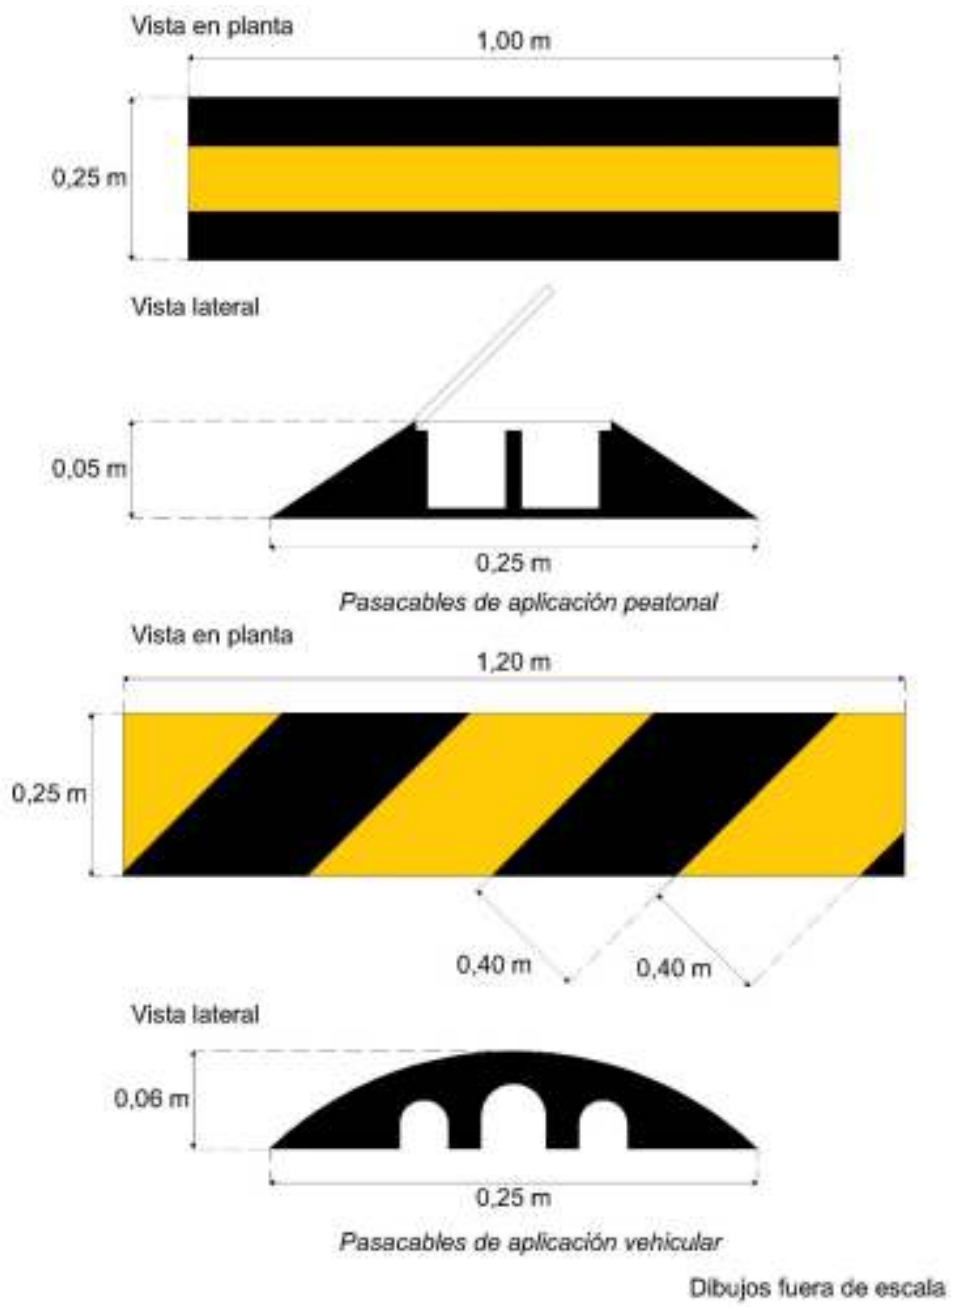 Vista en planta
1,00 m
0,25 m
Vista lateral
0,05 m
0,25 m
Pasacables de aplicación peatonal
Vista en planta
1,20 m
0,25 m
0,40 m
0,40 m
Vista lateral
0,06 m
0,25 m
Pasacables de aplicación vehicular
Dibujos fuera de escala